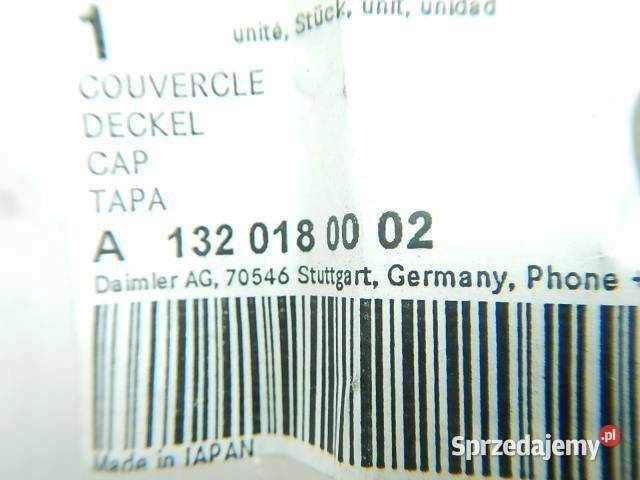 1
unité, Stück, unit, unidad
COUVERCLE
DECKEL
CAP
TAPA
A 132 018 00 02
Daimler AG, 70546 Stuttgart, Germany, Phone
Made in JAPAN
Sprzedajemy.pl